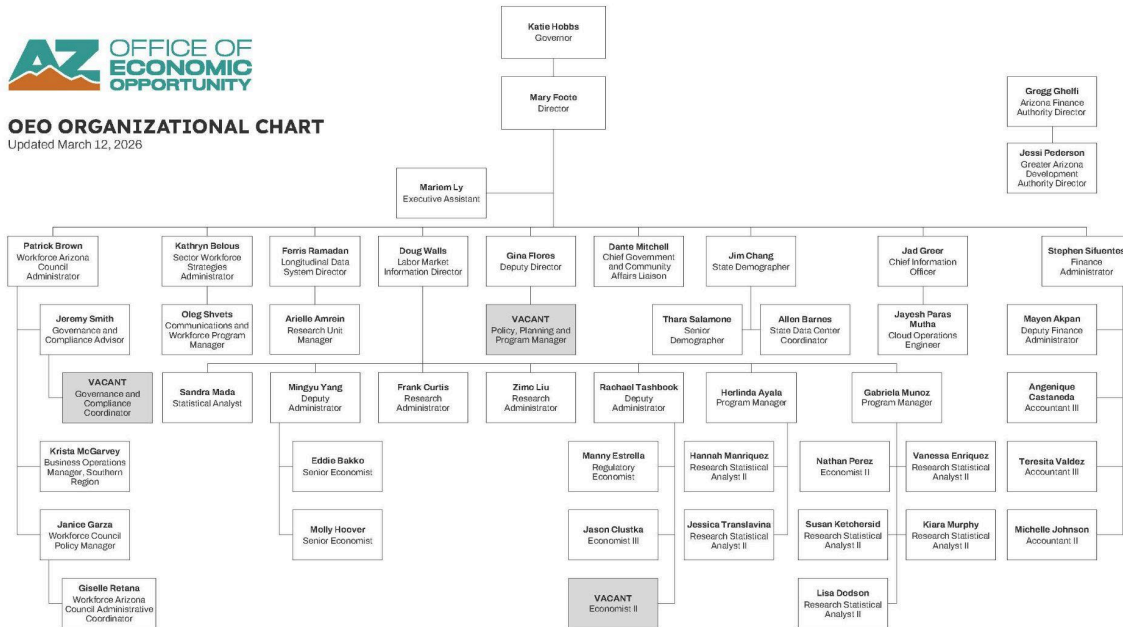 AZ OFFICE OF
ECONOMIC
OPPORTUNITY
OEO ORGANIZATIONAL CHART
Updated March 12, 2026
Katie Hobbs
Governor
Mary Foote
Director
Gregg Ghelfi
Arizona Finance
Authority Director
Jessi Pederson
Greater Arizona
Development
Authority Director
Mariem Ly
Executive Assistant
Patrick Brown
Workforce Arizona
Council
Administrator
Kathryn Belous
Sector Workforce
Strategies
Administrator
Ferris Ramadan
Longitudinal Data
System Director
Doug Walls
Labor Market
Information Director
Gina Flores
Deputy Director
Dante Mitchell
Chief Government
and Community
Affairs Liaison
Jim Chang
State Demographer
Jad Greer
Chief Information
Officer
Stephen Sifuentes
Finance
Administrator
Jeremy Smith
Governance and
Compliance Advisor
Oleg Shvets
Communications and
Workforce Program
Manager
Arielle Amrein
Research Unit
Manager
VACANT
Policy, Planning and
Program Manager
Thara Salamone
Senior
Demographer
Allen Barnes
State Data Center
Coordinator
Jayesh Paras
Mutha
Cloud Operations
Engineer
Mayen Akpan
Deputy Finance
Administrator
VACANT
Governance and
Compliance
Coordinator
Sandra Mada
Statistical Analyst
Mingyu Yang
Deputy
Administrator
Frank Curtis
Research
Administrator
Zimo Liu
Research
Administrator
Rachael Tashbook
Deputy
Administrator
Herlinda Ayala
Program Manager
Gabriela Munoz
Program Manager
Angenique
Castaneda
Accountant III
Krista McGarvey
Business Operations
Manager, Southern
Region
Eddie Bakko
Senior Economist
Manny Estrella
Regulatory
Economist
Hannah Manriquez
Research Statistical
Analyst II
Nathan Perez
Economist II
Vanessa Enriquez
Research Statistical
Analyst II
Teresita Valdez
Accountant III
Janice Garza
Workforce Council
Policy Manager
Molly Hoover
Senior Economist
Jason Clustka
Economist III
Jessica Translavina
Research Statistical
Analyst II
Susan Ketchersid
Research Statistical
Analyst II
Kiara Murphy
Research Statistical
Analyst II
Michelle Johnson
Accountant II
Giselle Retana
Workforce Arizona
Council Administrative
Coordinator
VACANT
Economist II
Lisa Dodson
Research Statistical
Analyst II